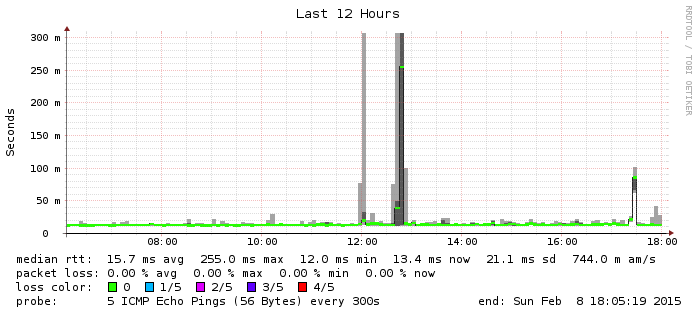 Last 12 Hours
RRDTOOL / TOBI OETIKER
Seconds
300 m
250 m
200 m
150 m
100 m
50 m
0
08:00 10:00 12:00 14:00 16:00 18:00
median rtt: 15.7 ms avg 255.0 ms max 12.0 ms min 13.4 ms now 21.1 ms sd 744.0 m am/s
packet loss: 0.00 % avg 0.00 % max 0.00 % min 0.00 % now
loss color: 0 1/5 2/5 3/5 4/5
probe: 5 ICMP Echo Pings (56 Bytes) every 300s end: Sun Feb 8 18:05:19 2015